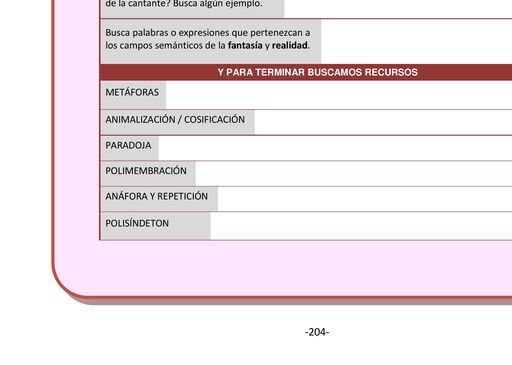 de la cantante? Busca algún ejemplo.
Busca palabras o expresiones que pertenezcan a
los campos semánticos de la fantasía y realidad.
Y PARA TERMINAR BUSCAMOS RECURSOS
METÁFORAS
ANIMALIZACIÓN / COSIFICACIÓN
PARADOJA
POLIMEMBRACIÓN
ANÁFORA Y REPETICIÓN
POLISÍNDETON
-204-